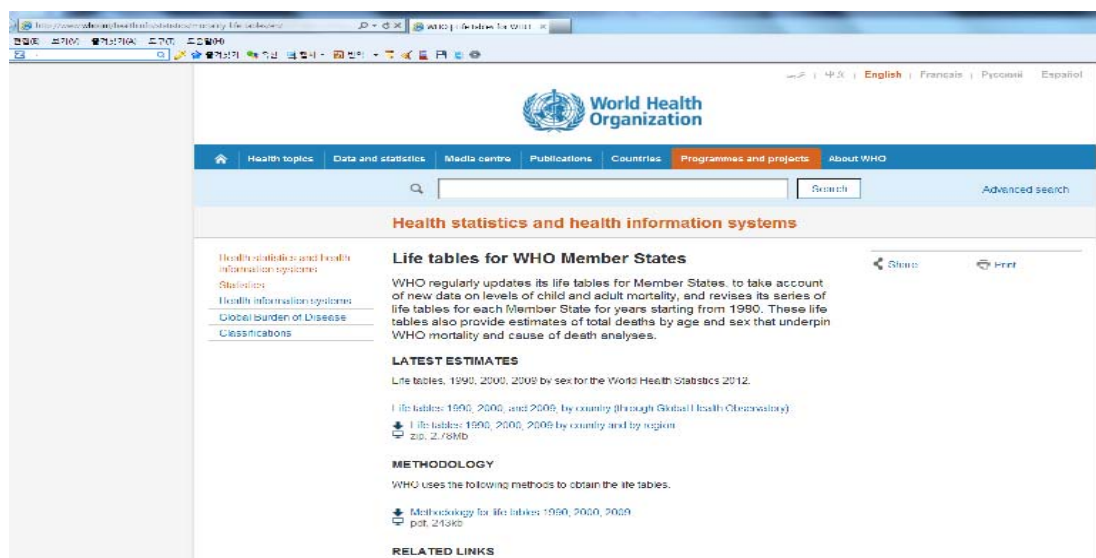 WHO | Life tables for WHO
English | Français | Русский Español
World Health
Organization
Health topics Data and statistics Media centre Publications Countries Programmes and projects About WHO
Search Advanced search
Health statistics and health information systems
Health statistics and health
information systems
Statistics
Health information systems
Global Burden of Disease
Classifications
Life tables for WHO Member States
Share Print
WHO regularly updates its life tables for Member States, to take account
of new data on levels of child and adult mortality, and revises its series of
life tables for each Member State for years starting from 1990. These life
tables also provide estimates of total deaths by age and sex that underpin
WHO mortality and cause of death analyses.
LATEST ESTIMATES
Life tables, 1990, 2000, 2009 by sex for the World Health Statistics 2012.
Life tables 1990, 2000, and 2009, by country (through Global Health Observatory)
Life tables 1990, 2000, 2009 by country and by region
zip, 2.78Mb
METHODOLOGY
WHO uses the following methods to obtain the life tables.
Methodology for life tables 1990, 2000, 2009
pdf, 243kb
RELATED LINKS